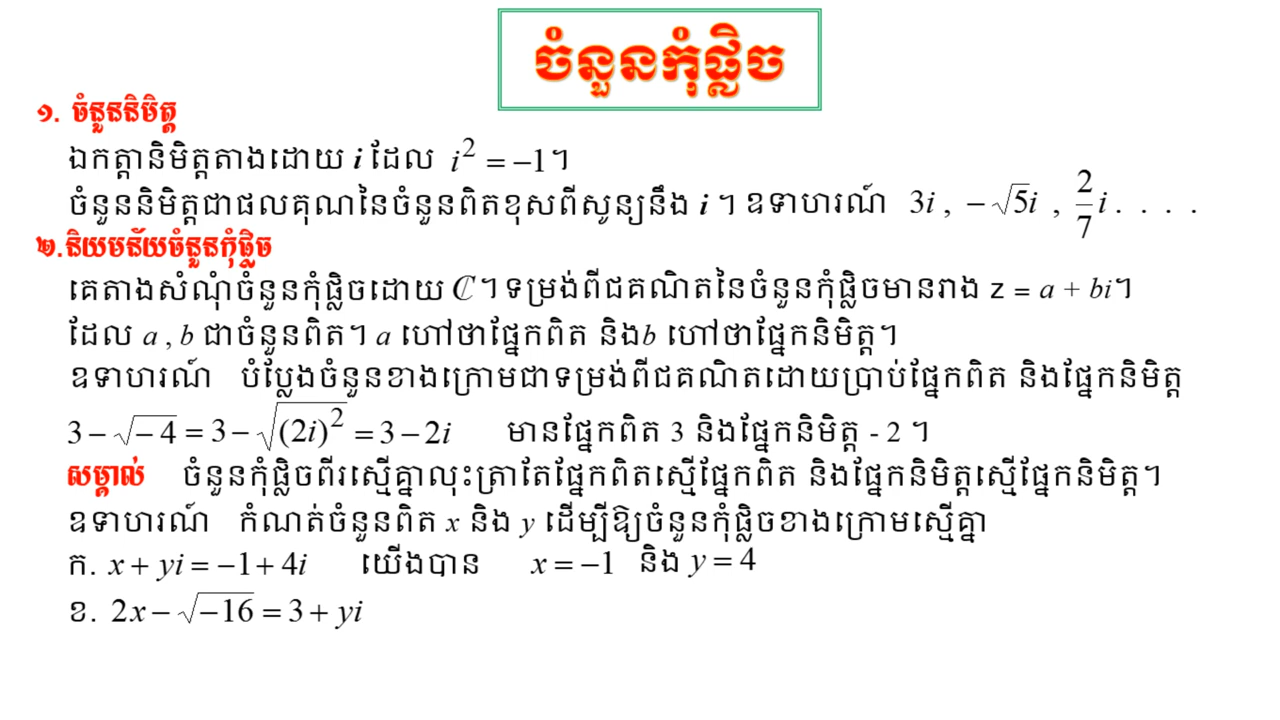 ចំនួនកុំផ្លិច
១. ចំនួននិមិត្ត
ឯកត្តានិមិត្តតាងដោយ i ដែល i² = −1។
ចំនួននិមិត្តជាផលគុណនៃចំនួនពិតខុសពីសូន្យនឹង i ។ ឧទាហរណ៍ 3i , − √5i , 2/7 i . . . .
២.និយមន័យចំនួនកុំផ្លិច
គេតាងសំណុំចំនួនកុំផ្លិចដោយ ℂ។ ទម្រង់ពីជគណិតនៃចំនួនកុំផ្លិចមានរាង z = a + bi។
ដែល a , b ជាចំនួនពិត។ a ហៅថាផ្នែកពិត និងb ហៅថាផ្នែកនិមិត្ត។
ឧទាហរណ៍ បំប្លែងចំនួនខាងក្រោមជាទម្រង់ពីជគណិតដោយប្រាប់ផ្នែកពិត និងផ្នែកនិមិត្ត
3 − √−4 = 3 − √(2i)² = 3 − 2i មានផ្នែកពិត 3 និងផ្នែកនិមិត្ត - 2 ។
សម្គាល់ ចំនួនកុំផ្លិចពីរស្មើគ្នាលុះត្រាតែផ្នែកពិតស្មើផ្នែកពិត និងផ្នែកនិមិត្តស្មើផ្នែកនិមិត្ត។
ឧទាហរណ៍ កំណត់ចំនួនពិត x និង y ដើម្បីឱ្យចំនួនកុំផ្លិចខាងក្រោមស្មើគ្នា
ក. x + yi = −1 + 4i យើងបាន x = −1 និង y = 4
ខ. 2x − √−16 = 3 + yi